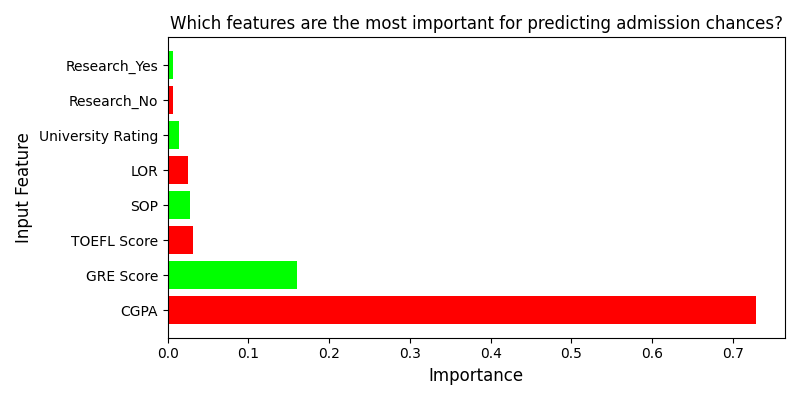 Which features are the most important for predicting admission chances?
Input Feature
Research_Yes
Research_No
University Rating
LOR
SOP
TOEFL Score
GRE Score
CGPA
0.0 0.1 0.2 0.3 0.4 0.5 0.6 0.7
Importance